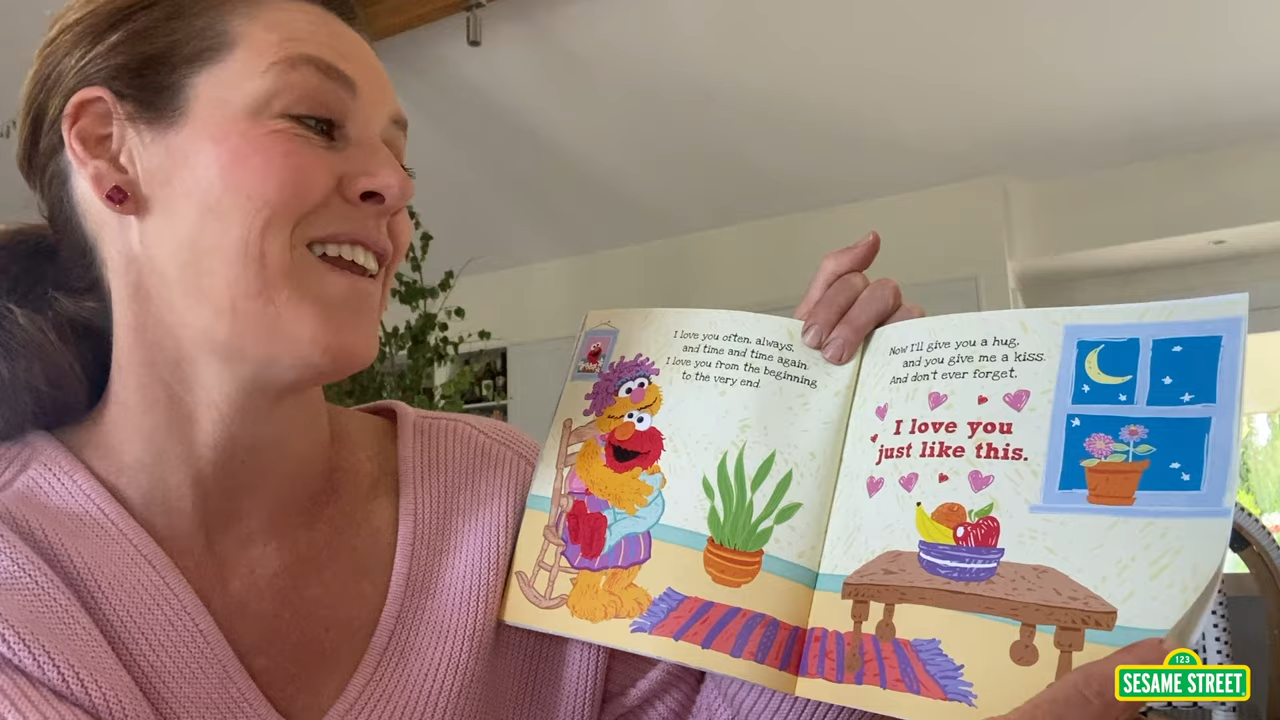 I love you often, always,
and time and time again.
I love you from the beginning
to the very end.
Now I'll give you a hug,
and you give me a kiss.
And don't ever forget,
I love you
just like this.
123
SESAME STREET